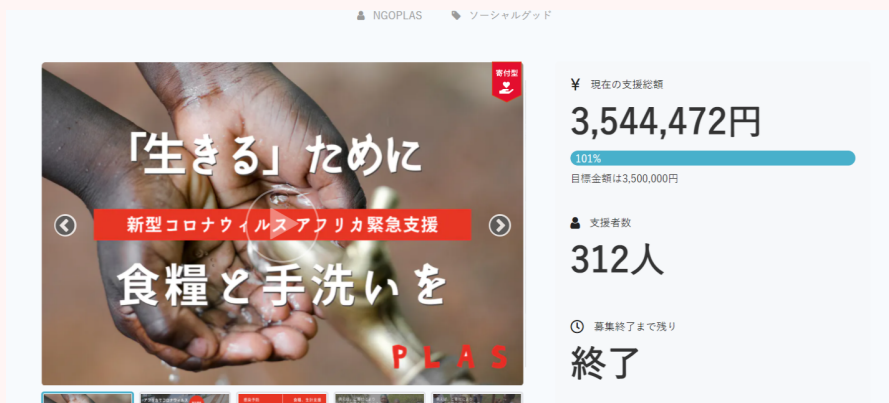 NGOPLAS ソーシャルグッド
寄付型
「生きる」ために
新型コロナウィルス アフリカ緊急支援
食糧と手洗いを
PLAS
¥ 現在の支援総額
3,544,472円
101%
目標金額は3,500,000円
支援者数
312人
募集終了まで残り
終了